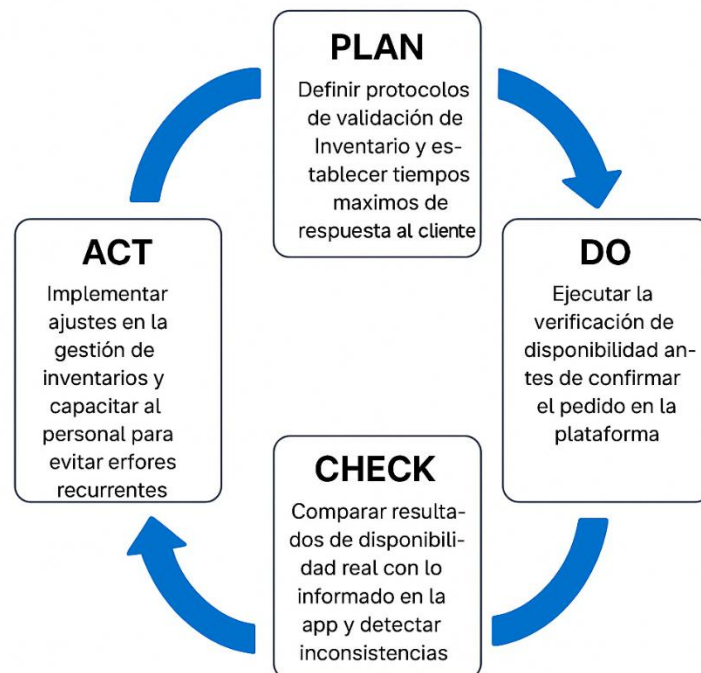 PLAN
Definir protocolos
de validación de
Inventario y es-
tablecer tiempos
maximos de
respuesta al cliente
DO
Ejecutar la
verificación de
disponibilidad an-
tes de confirmar
el pedido en la
plataforma
CHECK
Comparar resulta-
dos de disponibili-
dad real con lo
informado en la
app y detectar
inconsistencias
ACT
Implementar
ajustes en la
gestión de
inventarios y
capacitar al
personal para
evitar erfores
recurrentes